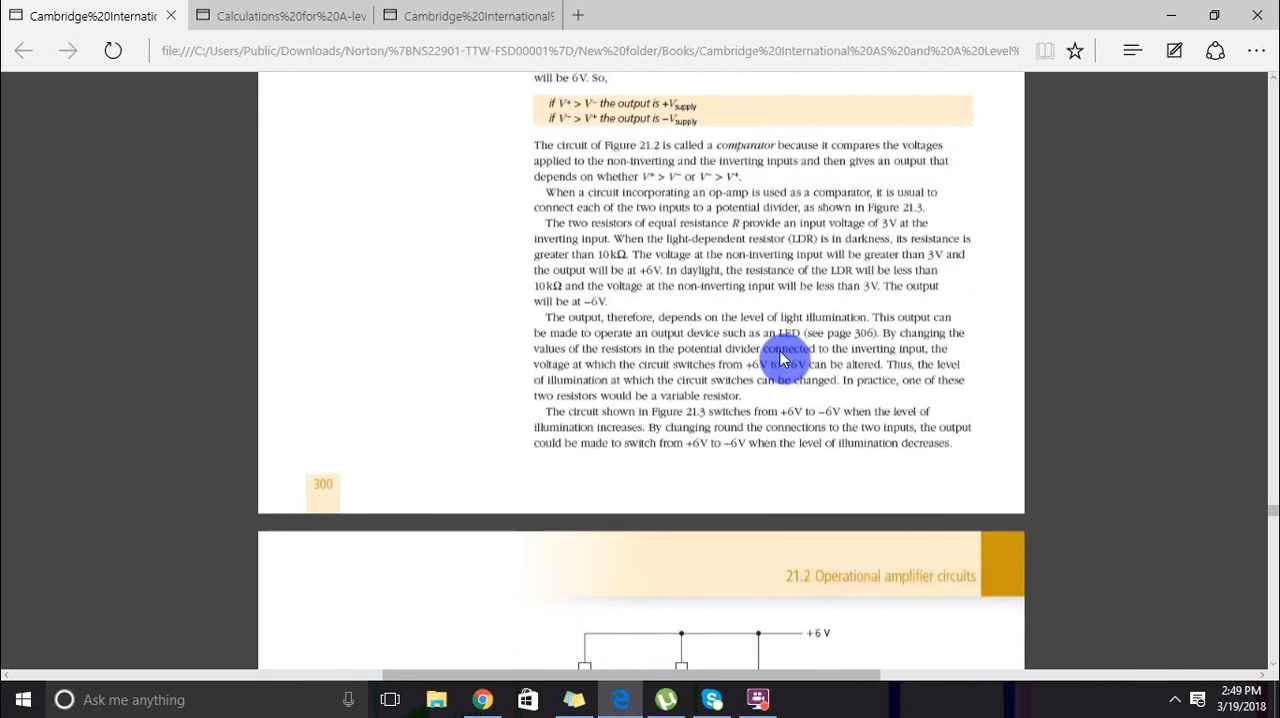 Cambridge%20Internatic
Calculations%20for%20A-lev
Cambridge%20International%
file:///C:/Users/Public/Downloads/Norton/%7BNS22901-TTW-FSD00001%7D/New%20folder/Books/Cambridge%20International%20AS%20and%20A%20Level%
will be 6V. So,
if V⁺ > V⁻ the output is +Vsupply
if V⁻ > V⁺ the output is −Vsupply
The circuit of Figure 21.2 is called a comparator because it compares the voltages
applied to the non-inverting and the inverting inputs and then gives an output that
depends on whether V⁺ > V⁻ or V⁻ > V⁺.
When a circuit incorporating an op-amp is used as a comparator, it is usual to
connect each of the two inputs to a potential divider, as shown in Figure 21.3.
The two resistors of equal resistance R provide an input voltage of 3V at the
inverting input. When the light-dependent resistor (LDR) is in darkness, its resistance is
greater than 10kΩ. The voltage at the non-inverting input will be greater than 3V and
the output will be at +6V. In daylight, the resistance of the LDR will be less than
10kΩ and the voltage at the non-inverting input will be less than 3V. The output
will be at −6V.
The output, therefore, depends on the level of light illumination. This output can
be made to operate an output device such as an LED (see page 306). By changing the
values of the resistors in the potential divider connected to the inverting input, the
voltage at which the circuit switches from +6V to −6V can be altered. Thus, the level
of illumination at which the circuit switches can be changed. In practice, one of these
two resistors would be a variable resistor.
The circuit shown in Figure 21.3 switches from +6V to −6V when the level of
illumination increases. By changing round the connections to the two inputs, the output
could be made to switch from +6V to −6V when the level of illumination decreases.
300
21.2 Operational amplifier circuits
+6 V
Ask me anything
2:49 PM
3/19/2018